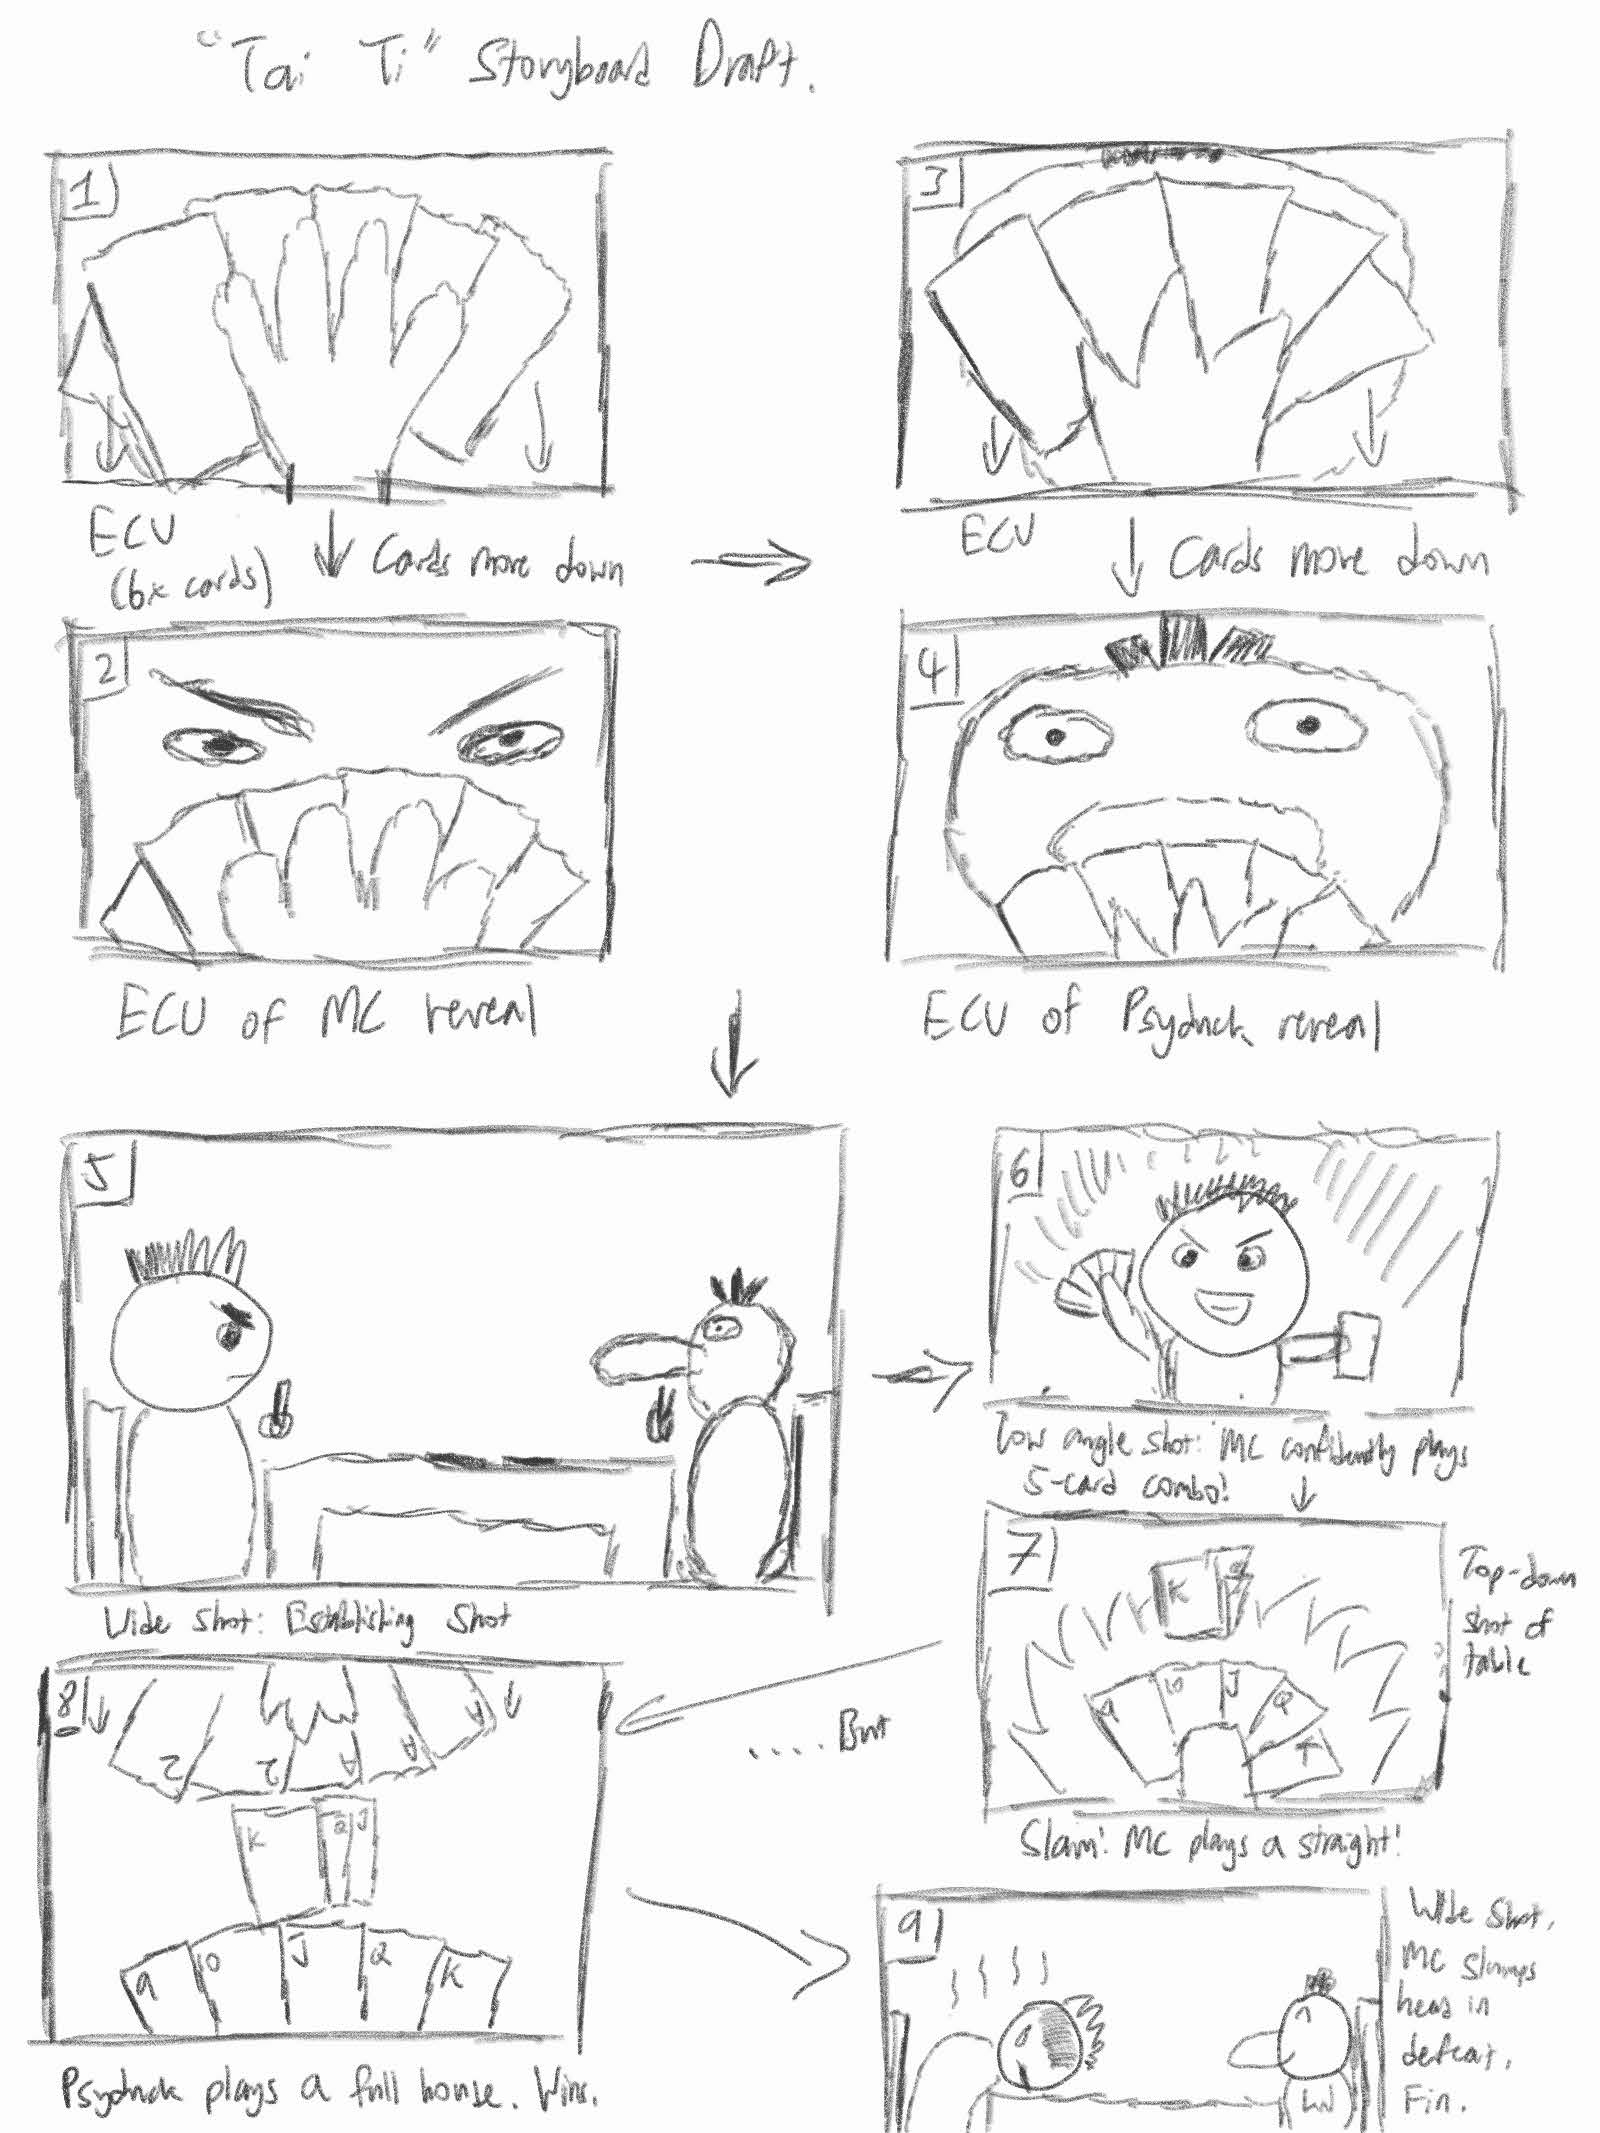 "Tai Ti" Storyboard Draft.
1
ECU
(6x cards)
Cards move down
2
ECU of MC reveal
3
ECU
Cards move down
4
ECU of Psyduck reveal
5
Wide shot: Establishing shot
6
Low angle shot: MC confidently plays
5-card combo!
7
K Q
9 10 J Q K
Top-down
shot of
table
Slam! MC plays a straight!
.... But
8
2 2 A A A
K Q J
9 10 J Q K
Psyduck plays a full house. Wins.
9
Wide shot.
MC slumps
head in
defeat.
Fin.